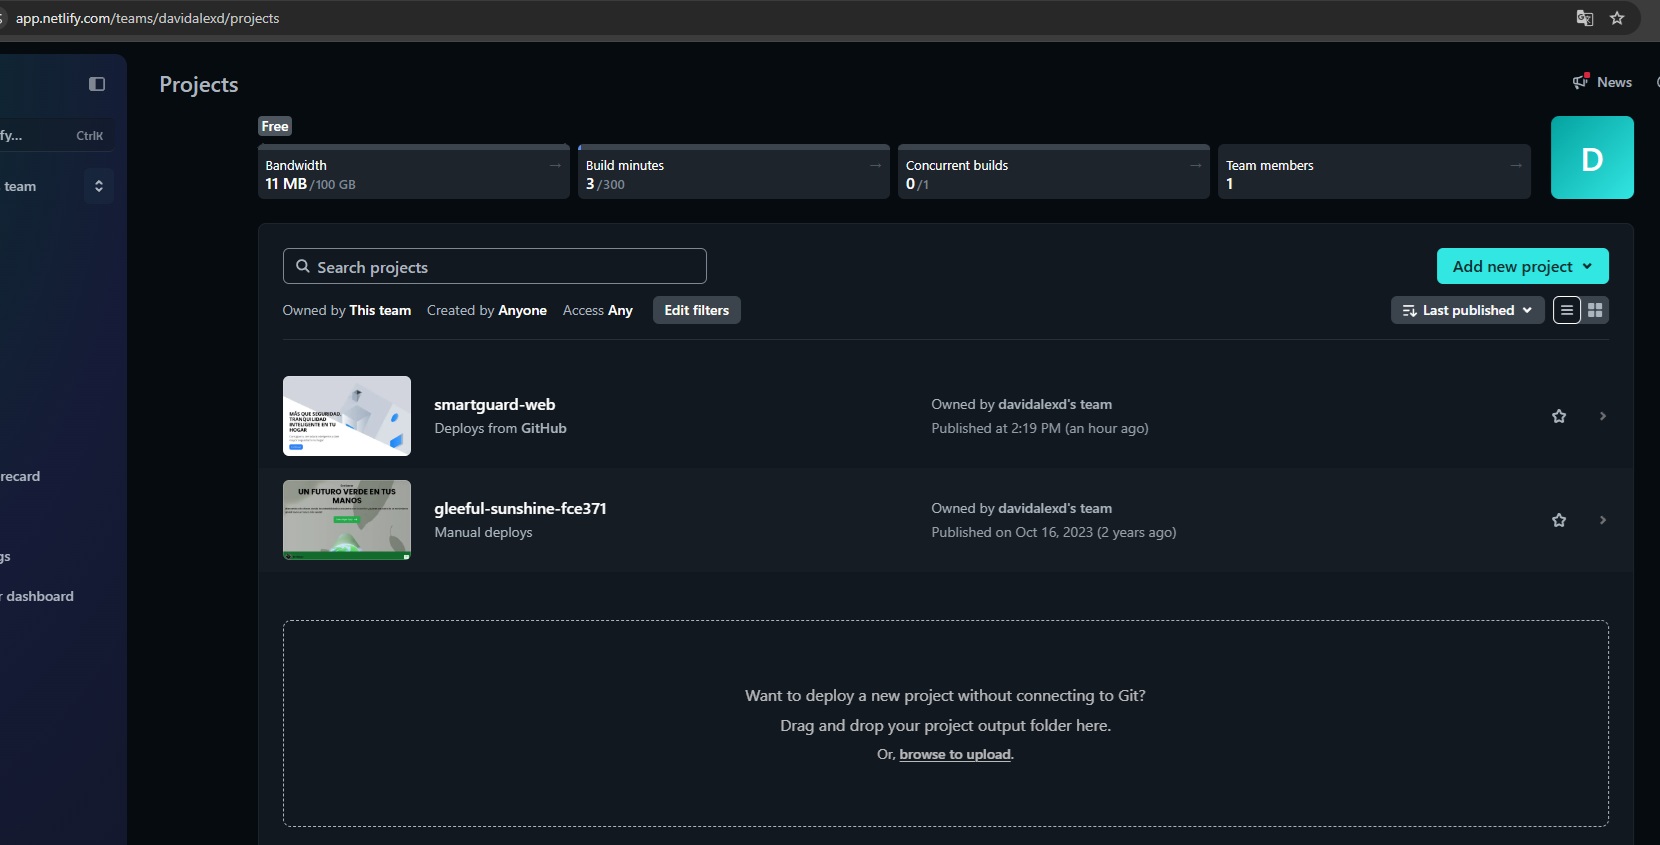 app.netlify.com/teams/davidalexd/projects
Projects
News
fy...
CtrlK
team
recard
gs
r dashboard
Free
Bandwidth →
11 MB /100 GB
Build minutes →
3 /300
Concurrent builds →
0 /1
Team members →
1
D
Search projects
Add new project
Owned by This team Created by Anyone Access Any Edit filters
Last published
MÁS QUE SEGURIDAD,
TRANQUILIDAD
INTELIGENTE EN TU
HOGAR
smartguard-web
Deploys from GitHub
Owned by davidalexd's team
Published at 2:19 PM (an hour ago)
UN FUTURO VERDE EN TUS
MANOS
gleeful-sunshine-fce371
Manual deploys
Owned by davidalexd's team
Published on Oct 16, 2023 (2 years ago)
Want to deploy a new project without connecting to Git?
Drag and drop your project output folder here.
Or, browse to upload.